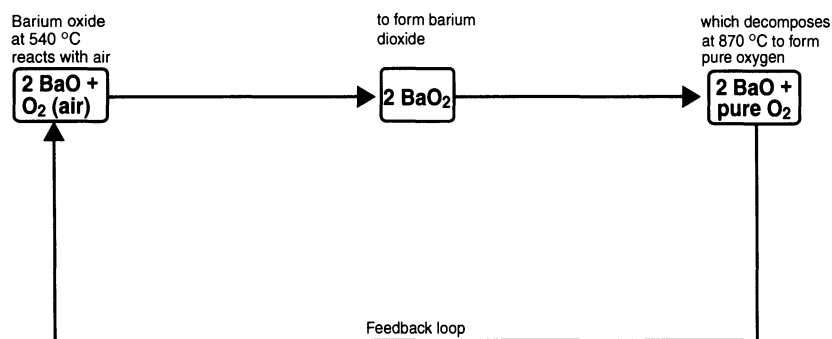 Barium oxide
at 540 °C
reacts with air
2 BaO +
O₂ (air)
to form barium
dioxide
2 BaO₂
which decomposes
at 870 °C to form
pure oxygen
2 BaO +
pure O₂
Feedback loop